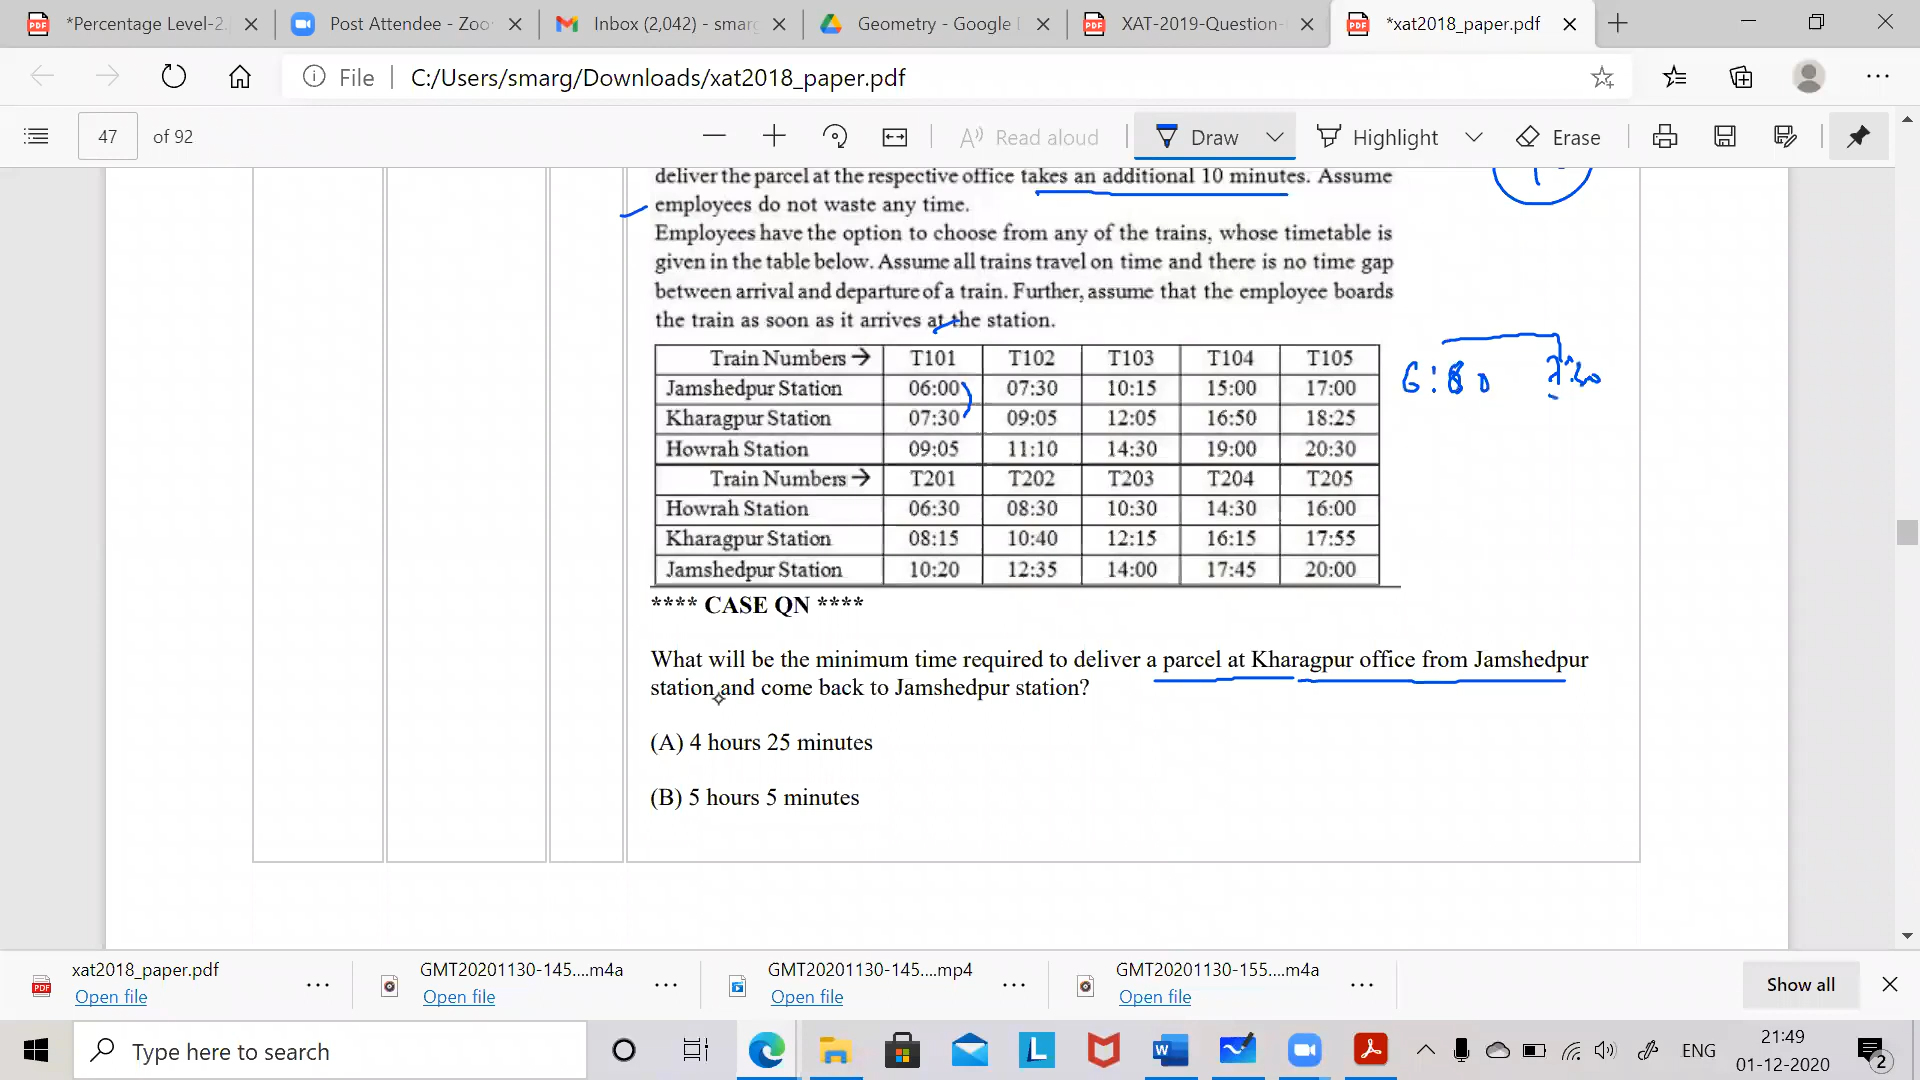 *Percentage Level-2.
Post Attendee - Zoo
Inbox (2,042) - smarg
Geometry - Google
XAT-2019-Question-
*xat2018_paper.pdf
File
C:/Users/smarg/Downloads/xat2018_paper.pdf
47 of 92
Read aloud
Draw
Highlight
Erase
deliver the parcel at the respective office takes an additional 10 minutes. Assume
employees do not waste any time.
Employees have the option to choose from any of the trains, whose timetable is
given in the table below. Assume all trains travel on time and there is no time gap
between arrival and departure of a train. Further, assume that the employee boards
the train as soon as it arrives at the station.
Train Numbers → T101 T102 T103 T104 T105
Jamshedpur Station 06:00 07:30 10:15 15:00 17:00
Kharagpur Station 07:30 09:05 12:05 16:50 18:25
Howrah Station 09:05 11:10 14:30 19:00 20:30
Train Numbers → T201 T202 T203 T204 T205
Howrah Station 06:30 08:30 10:30 14:30 16:00
Kharagpur Station 08:15 10:40 12:15 16:15 17:55
Jamshedpur Station 10:20 12:35 14:00 17:45 20:00
**** CASE QN ****
What will be the minimum time required to deliver a parcel at Kharagpur office from Jamshedpur
station and come back to Jamshedpur station?
(A) 4 hours 25 minutes
(B) 5 hours 5 minutes
xat2018_paper.pdf
Open file
GMT20201130-145....m4a
Open file
GMT20201130-145....mp4
Open file
GMT20201130-155....m4a
Open file
Show all
Type here to search
ENG
21:49
01-12-2020
2